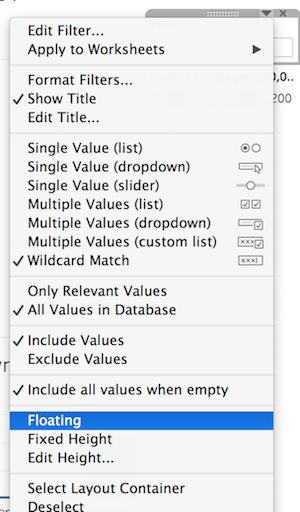 Edit Filter...
Apply to Worksheets
Format Filters...
Show Title
Edit Title...
Single Value (list)
Single Value (dropdown)
Single Value (slider)
Multiple Values (list)
Multiple Values (dropdown)
Multiple Values (custom list)
Wildcard Match
Only Relevant Values
All Values in Database
Include Values
Exclude Values
Include all values when empty
Floating
Fixed Height
Edit Height...
Select Layout Container
Deselect
0,0..
200